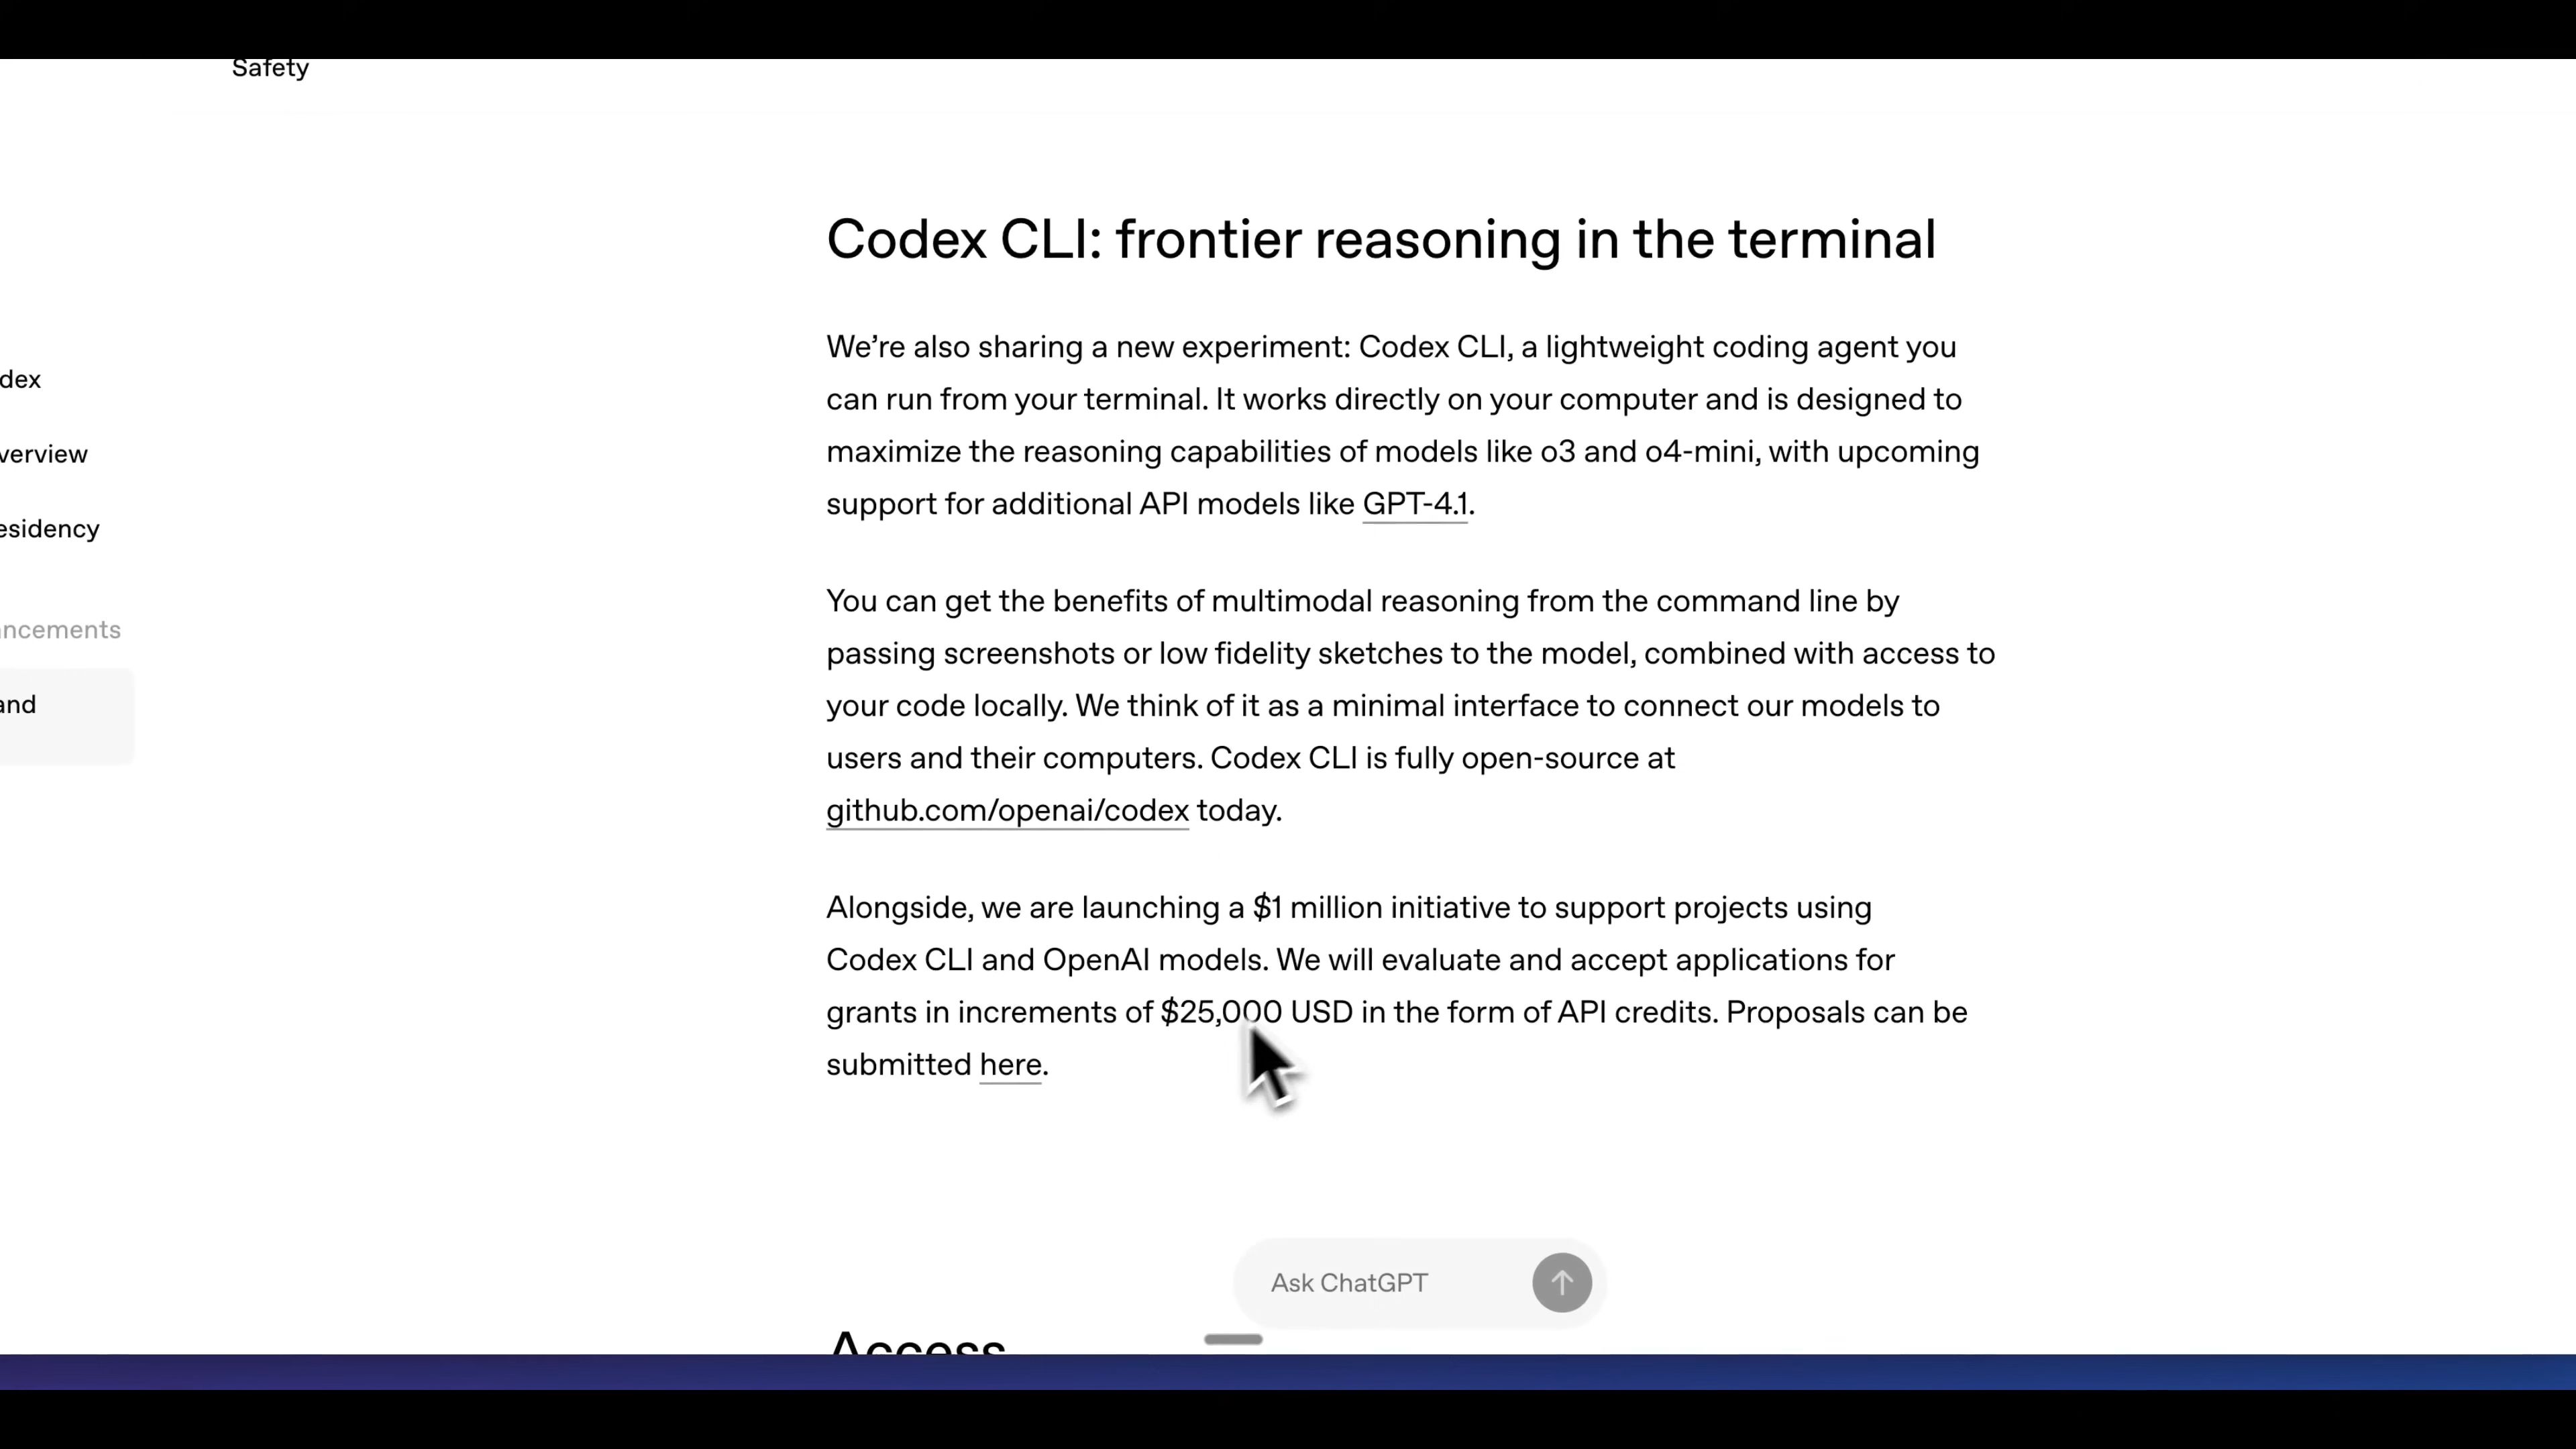 Safety
dex
verview
esidency
ncements
and
Codex CLI: frontier reasoning in the terminal
We’re also sharing a new experiment: Codex CLI, a lightweight coding agent you
can run from your terminal. It works directly on your computer and is designed to
maximize the reasoning capabilities of models like o3 and o4-mini, with upcoming
support for additional API models like GPT-4.1.
You can get the benefits of multimodal reasoning from the command line by
passing screenshots or low fidelity sketches to the model, combined with access to
your code locally. We think of it as a minimal interface to connect our models to
users and their computers. Codex CLI is fully open-source at
github.com/openai/codex today.
Alongside, we are launching a $1 million initiative to support projects using
Codex CLI and OpenAI models. We will evaluate and accept applications for
grants in increments of $25,000 USD in the form of API credits. Proposals can be
submitted here.
Ask ChatGPT
Access